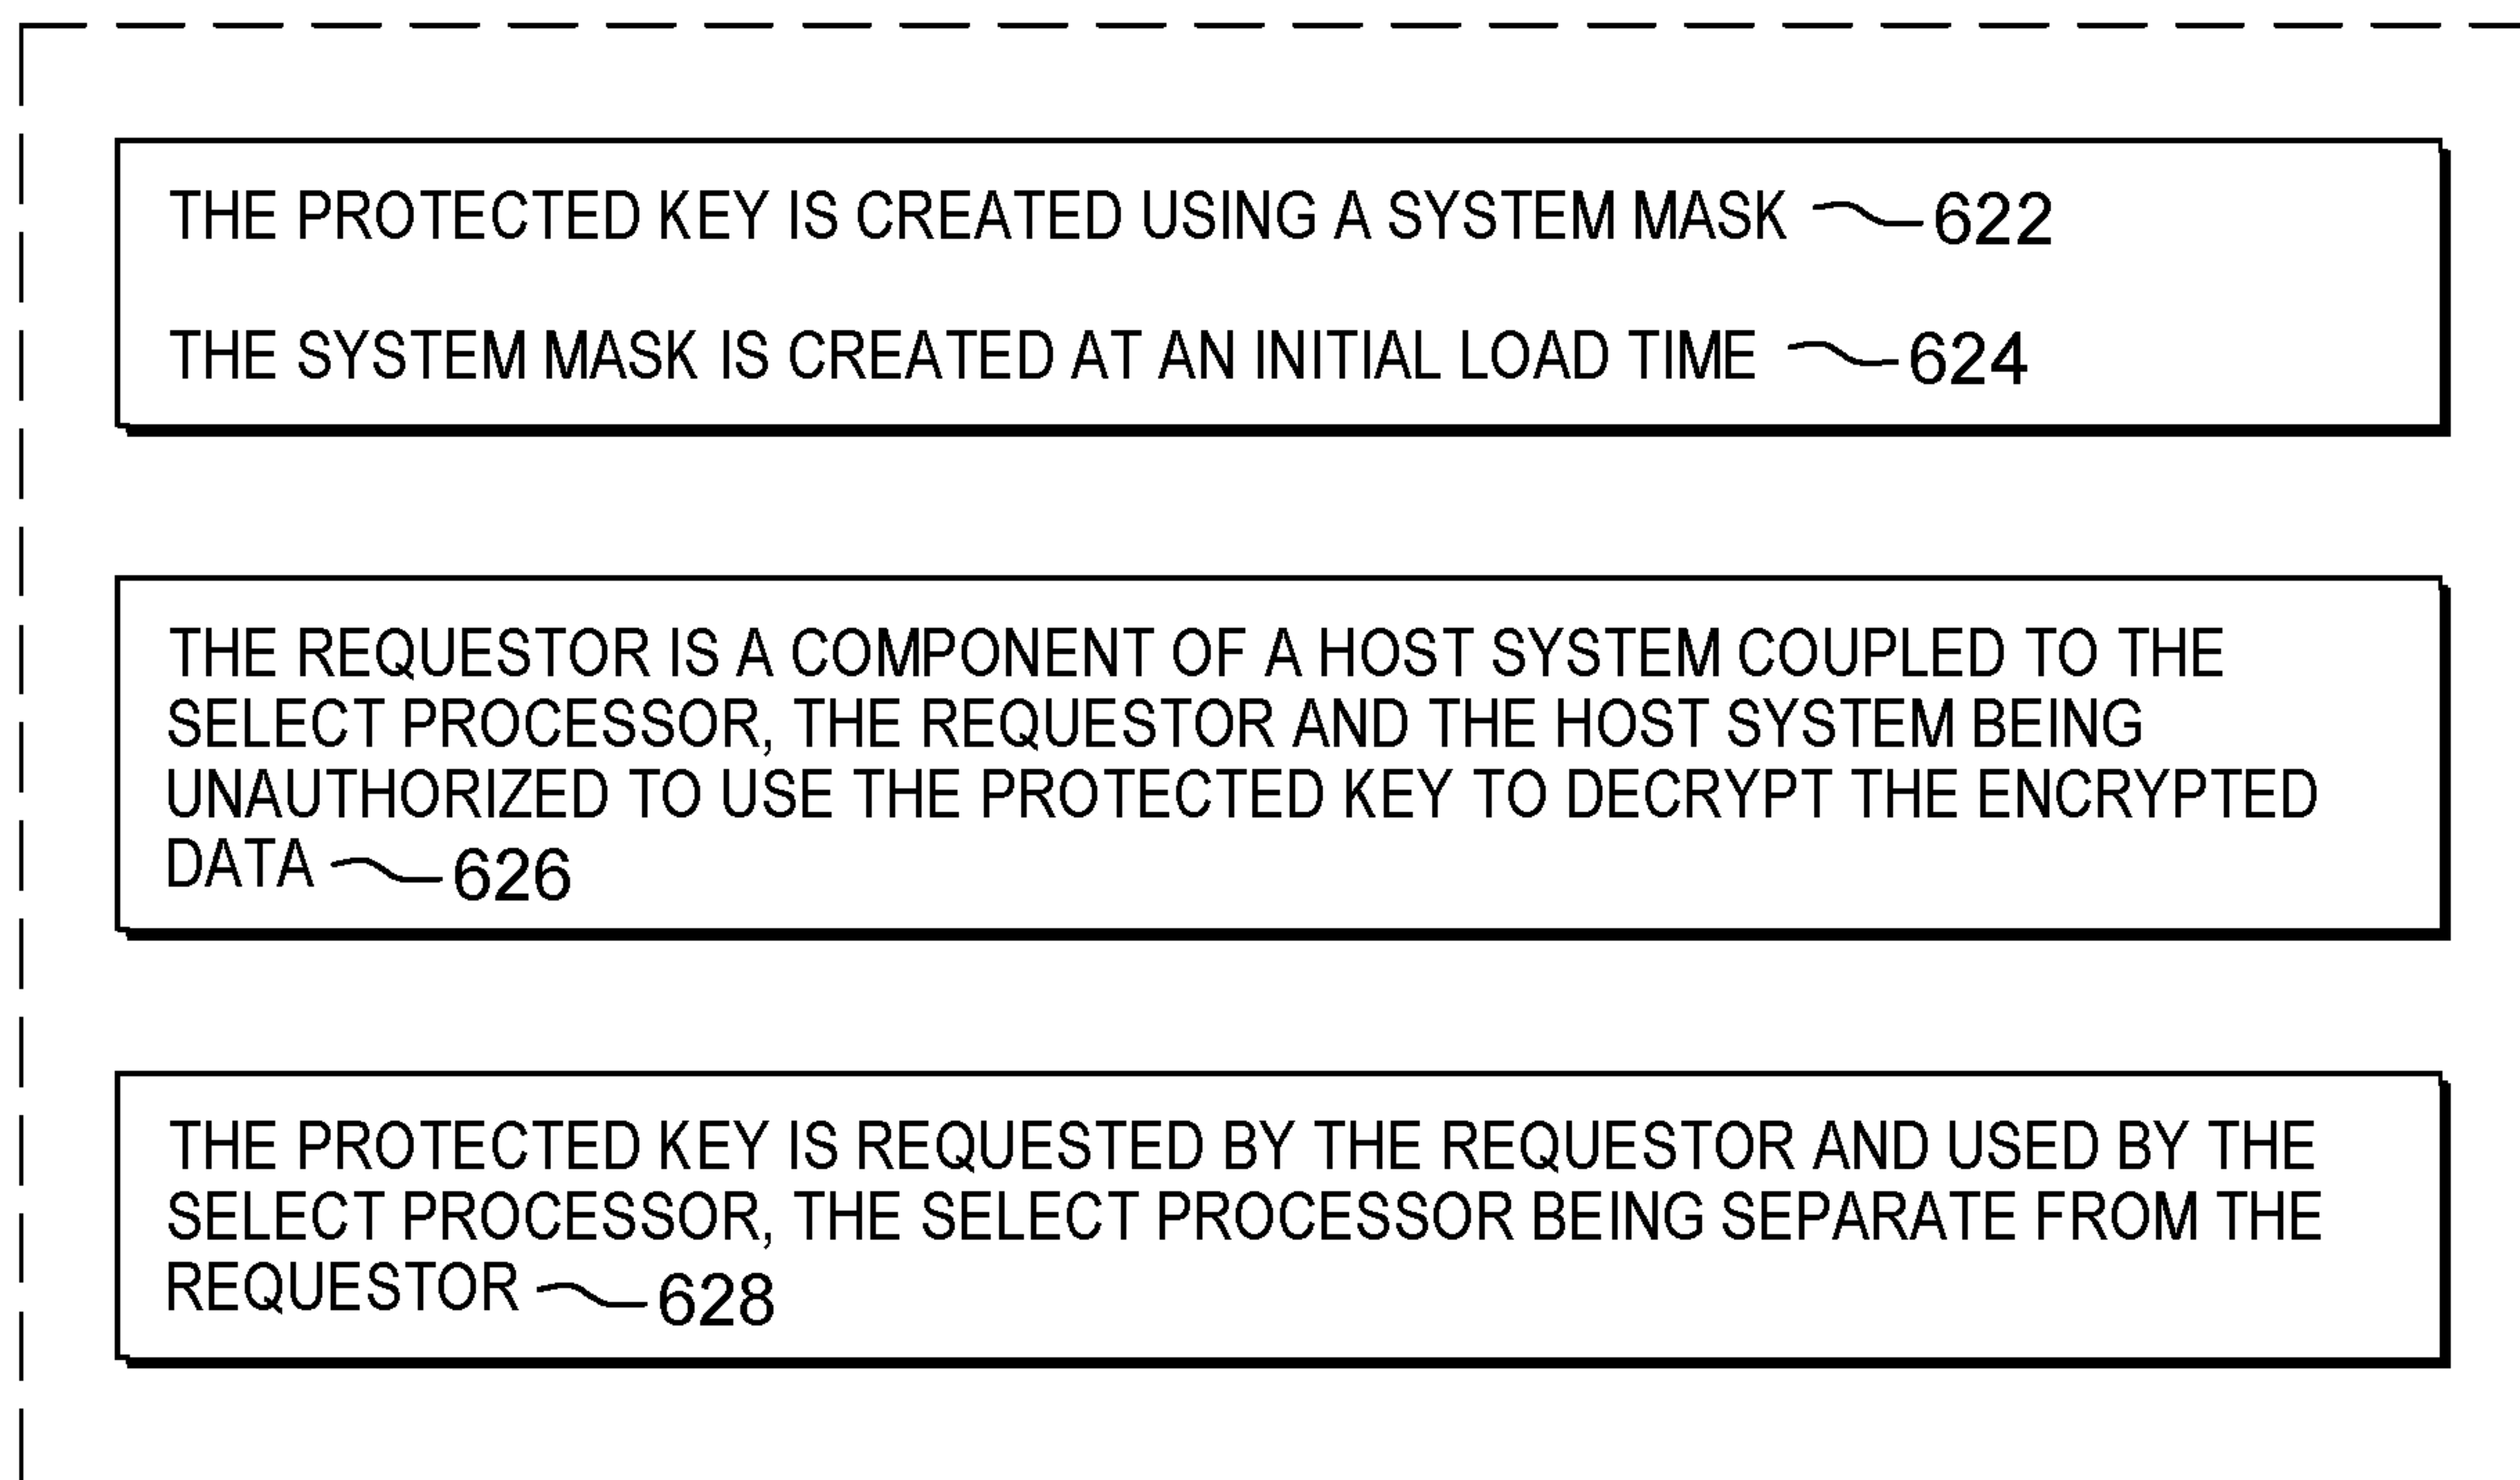 THE PROTECTED KEY IS CREATED USING A SYSTEM MASK 622
THE SYSTEM MASK IS CREATED AT AN INITIAL LOAD TIME 624
THE REQUESTOR IS A COMPONENT OF A HOST SYSTEM COUPLED TO THE
SELECT PROCESSOR, THE REQUESTOR AND THE HOST SYSTEM BEING
UNAUTHORIZED TO USE THE PROTECTED KEY TO DECRYPT THE ENCRYPTED
DATA 626
THE PROTECTED KEY IS REQUESTED BY THE REQUESTOR AND USED BY THE
SELECT PROCESSOR, THE SELECT PROCESSOR BEING SEPARATE FROM THE
REQUESTOR 628